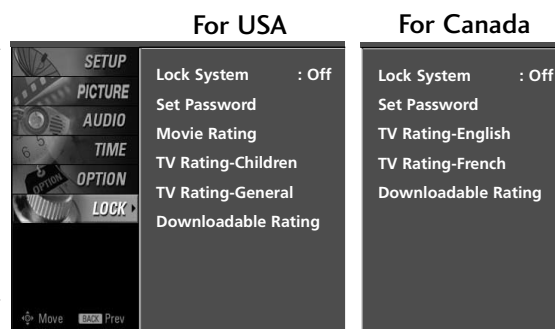 For USA
For Canada
SETUP
PICTURE
AUDIO
TIME
OPTION
LOCK
Move BACK Prev
Lock System : Off
Set Password
Movie Rating
TV Rating-Children
TV Rating-General
Downloadable Rating
Lock System : Off
Set Password
TV Rating-English
TV Rating-French
Downloadable Rating